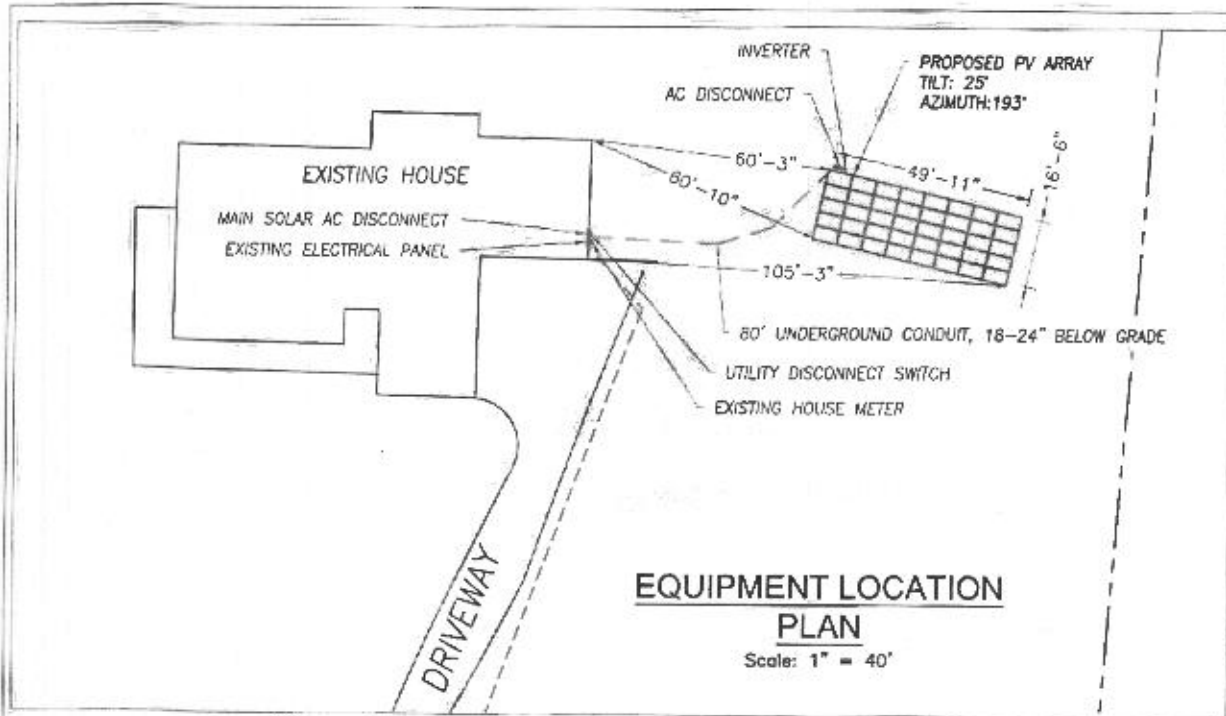 INVERTER
AC DISCONNECT
PROPOSED PV ARRAY
TILT: 25°
AZIMUTH:193°
EXISTING HOUSE
60'-3"
60'-10"
49'-11"
16'-6"
MAIN SOLAR AC DISCONNECT
EXISTING ELECTRICAL PANEL
105'-3"
80' UNDERGROUND CONDUIT, 18-24" BELOW GRADE
UTILITY DISCONNECT SWITCH
EXISTING HOUSE METER
DRIVEWAY
EQUIPMENT LOCATION
PLAN
Scale: 1" = 40'